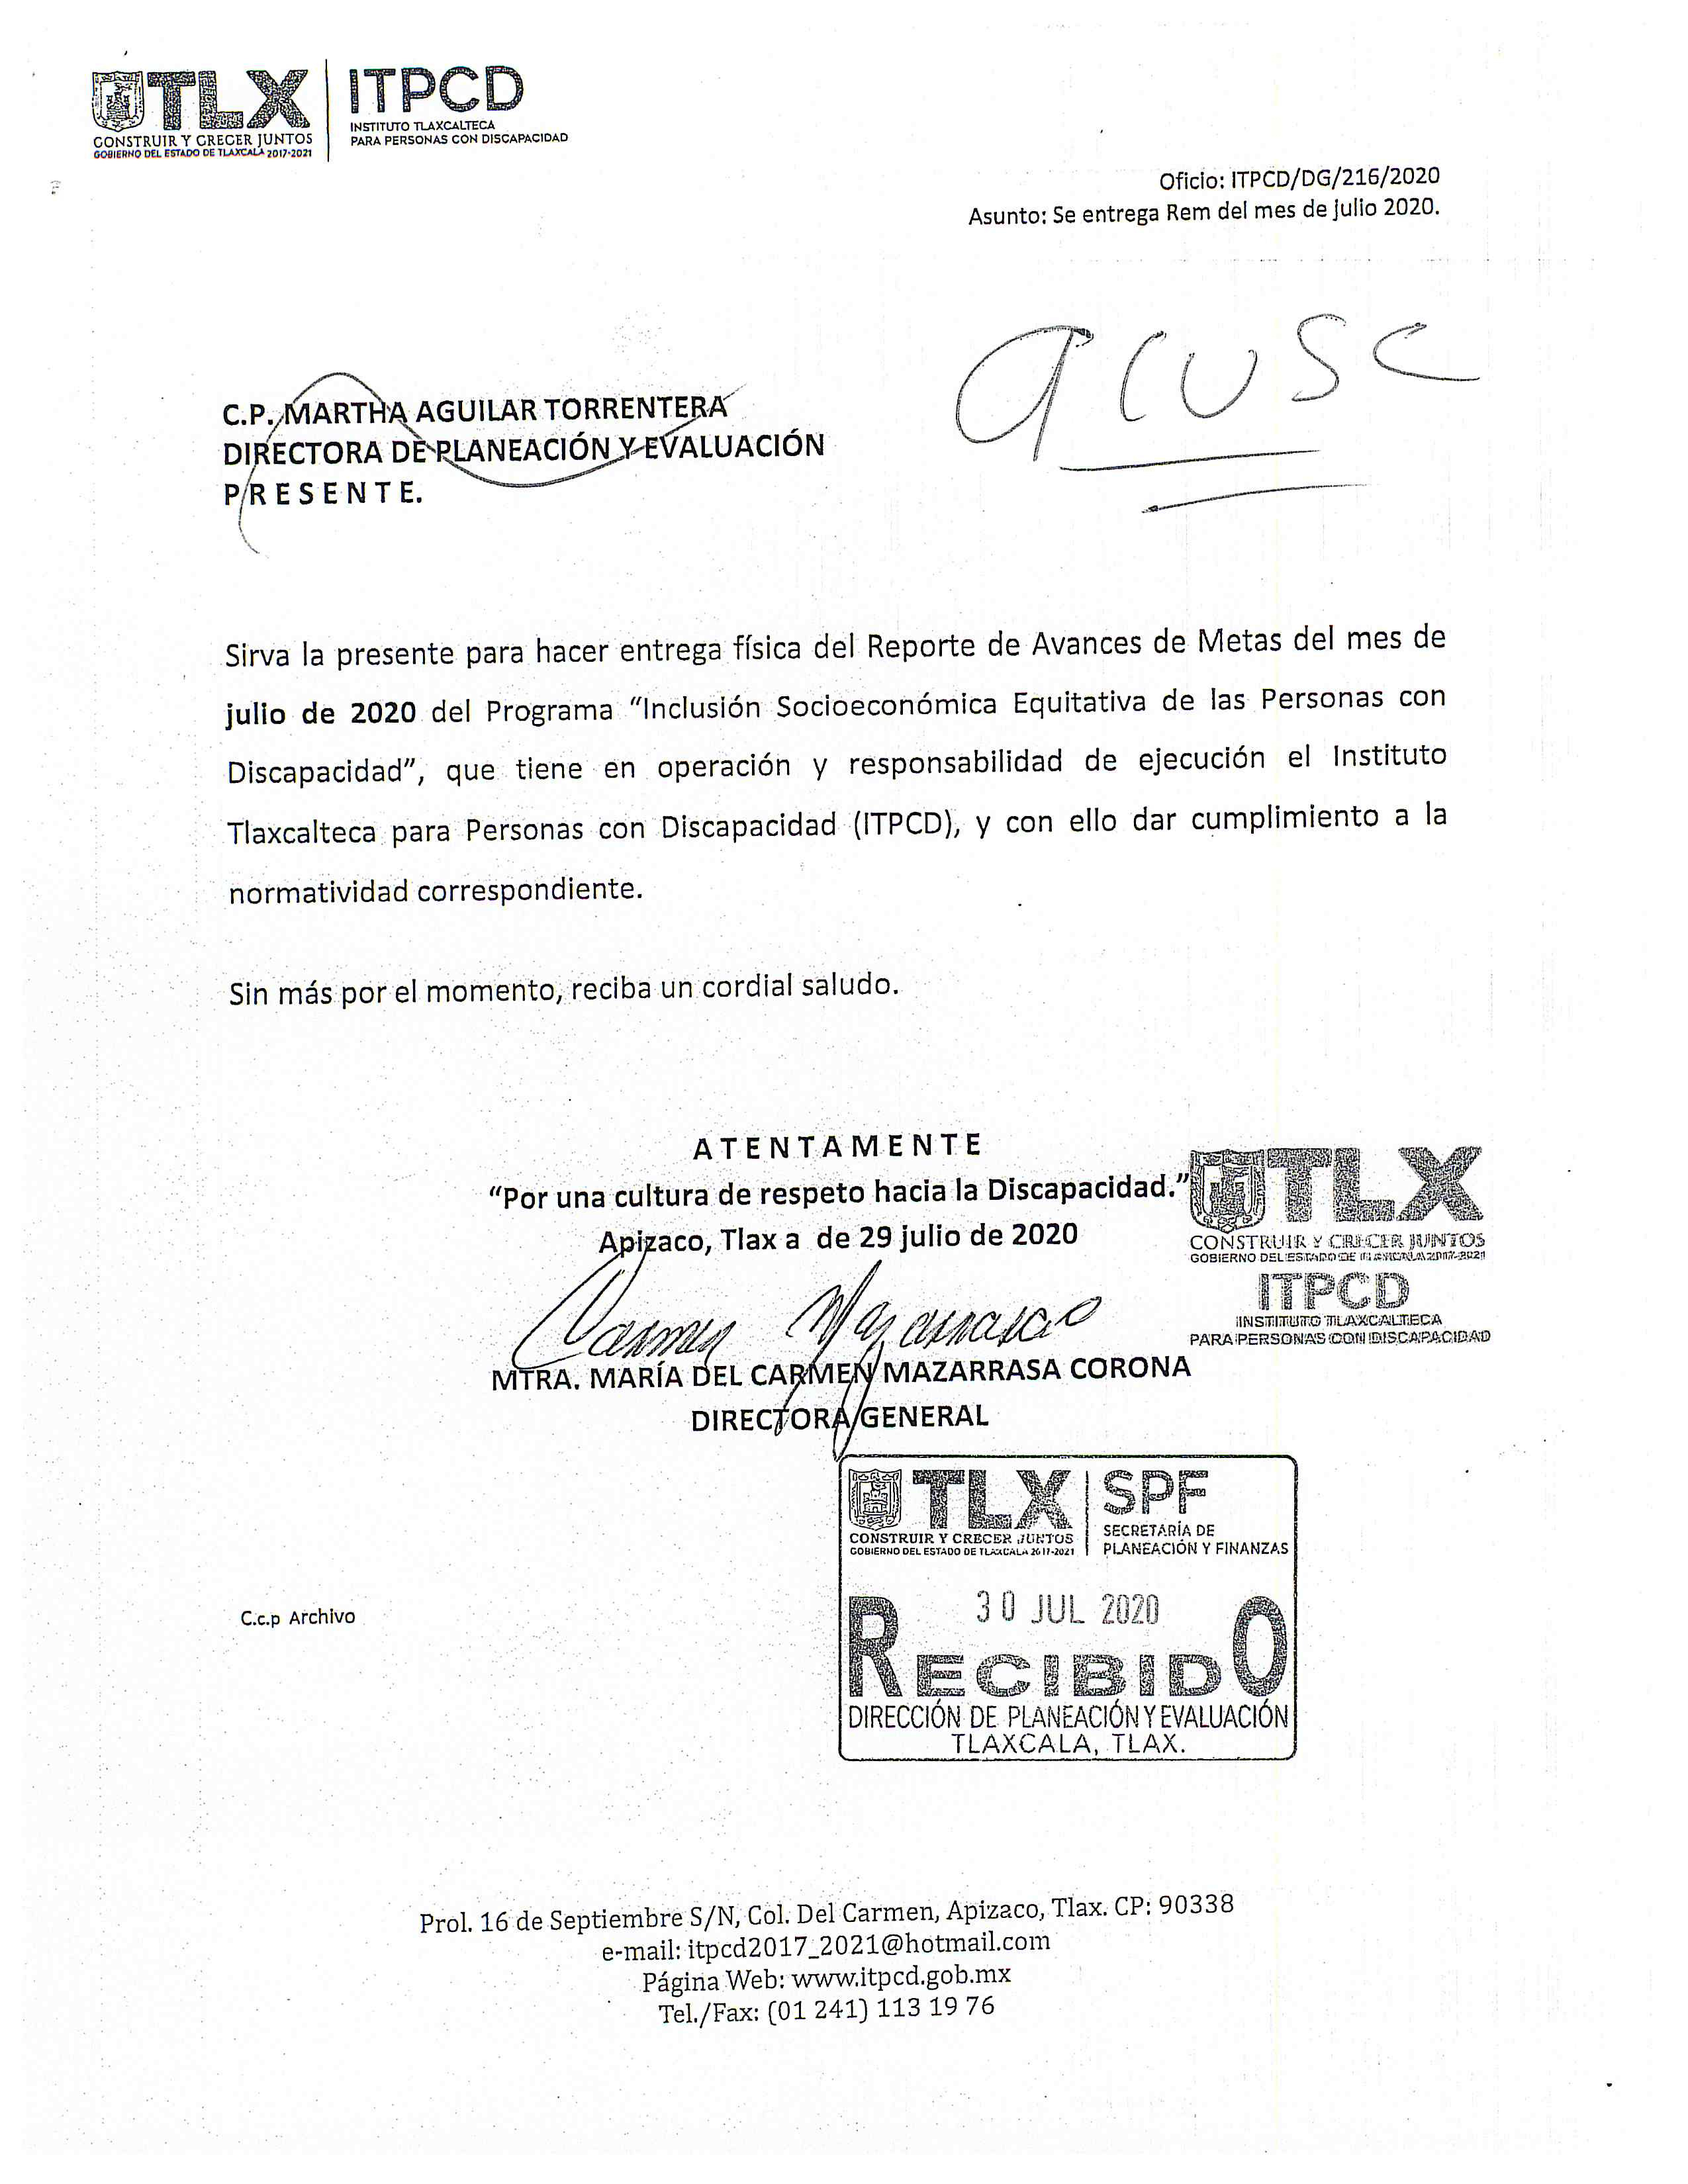 TLX
CONSTRUIR Y CRECER JUNTOS
GOBIERNO DEL ESTADO DE TLAXCALA 2017-2021
ITPCD
INSTITUTO TLAXCALTECA
PARA PERSONAS CON DISCAPACIDAD
Oficio: ITPCD/DG/216/2020
Asunto: Se entrega Rem del mes de julio 2020.
acuse
C.P. MARTHA AGUILAR TORRENTERA
DIRECTORA DE PLANEACIÓN Y EVALUACIÓN
P R E S E N T E.
Sirva la presente para hacer entrega física del Reporte de Avances de Metas del mes de
julio de 2020 del Programa “Inclusión Socioeconómica Equitativa de las Personas con
Discapacidad”, que tiene en operación y responsabilidad de ejecución el Instituto
Tlaxcalteca para Personas con Discapacidad (ITPCD), y con ello dar cumplimiento a la
normatividad correspondiente.
Sin más por el momento, reciba un cordial saludo.
A T E N T A M E N T E
“Por una cultura de respeto hacia la Discapacidad.”
Apizaco, Tlax a de 29 julio de 2020
TLX
CONSTRUIR Y CRECER JUNTOS
GOBIERNO DEL ESTADO DE TLAXCALA 2017-2021
ITPCD
INSTITUTO TLAXCALTECA
PARA PERSONAS CON DISCAPACIDAD
Carmen Mazarrasa
MTRA. MARÍA DEL CARMEN MAZARRASA CORONA
DIRECTORA GENERAL
TLX
CONSTRUIR Y CRECER JUNTOS
GOBIERNO DEL ESTADO DE TLAXCALA 2017-2021
SPF
SECRETARÍA DE
PLANEACIÓN Y FINANZAS
30 JUL 2020
RECIBIDO
DIRECCIÓN DE PLANEACIÓN Y EVALUACIÓN
TLAXCALA, TLAX.
C.c.p Archivo
Prol. 16 de Septiembre S/N, Col. Del Carmen, Apizaco, Tlax. CP: 90338
e-mail: itpcd2017_2021@hotmail.com
Página Web: www.itpcd.gob.mx
Tel./Fax: (01 241) 113 19 76